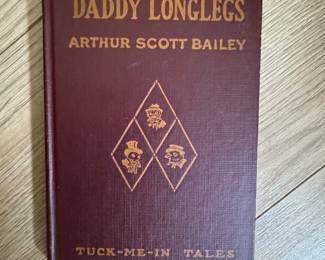 DADDY LONGLEGS
ARTHUR SCOTT BAILEY
TUCK-ME-IN TALES